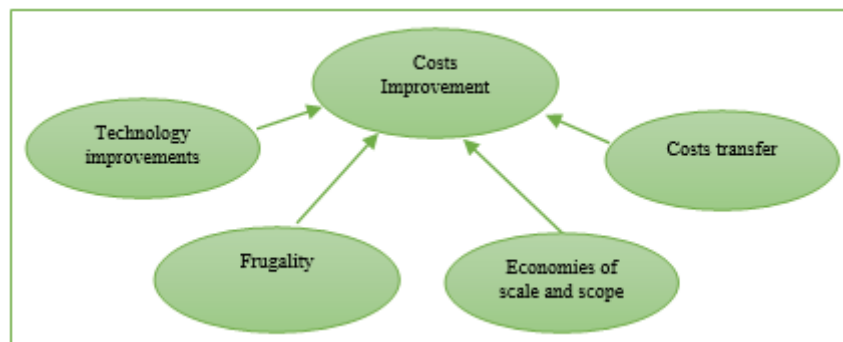 Costs
Improvement
Technology
improvements
Costs transfer
Frugality
Economies of
scale and scope